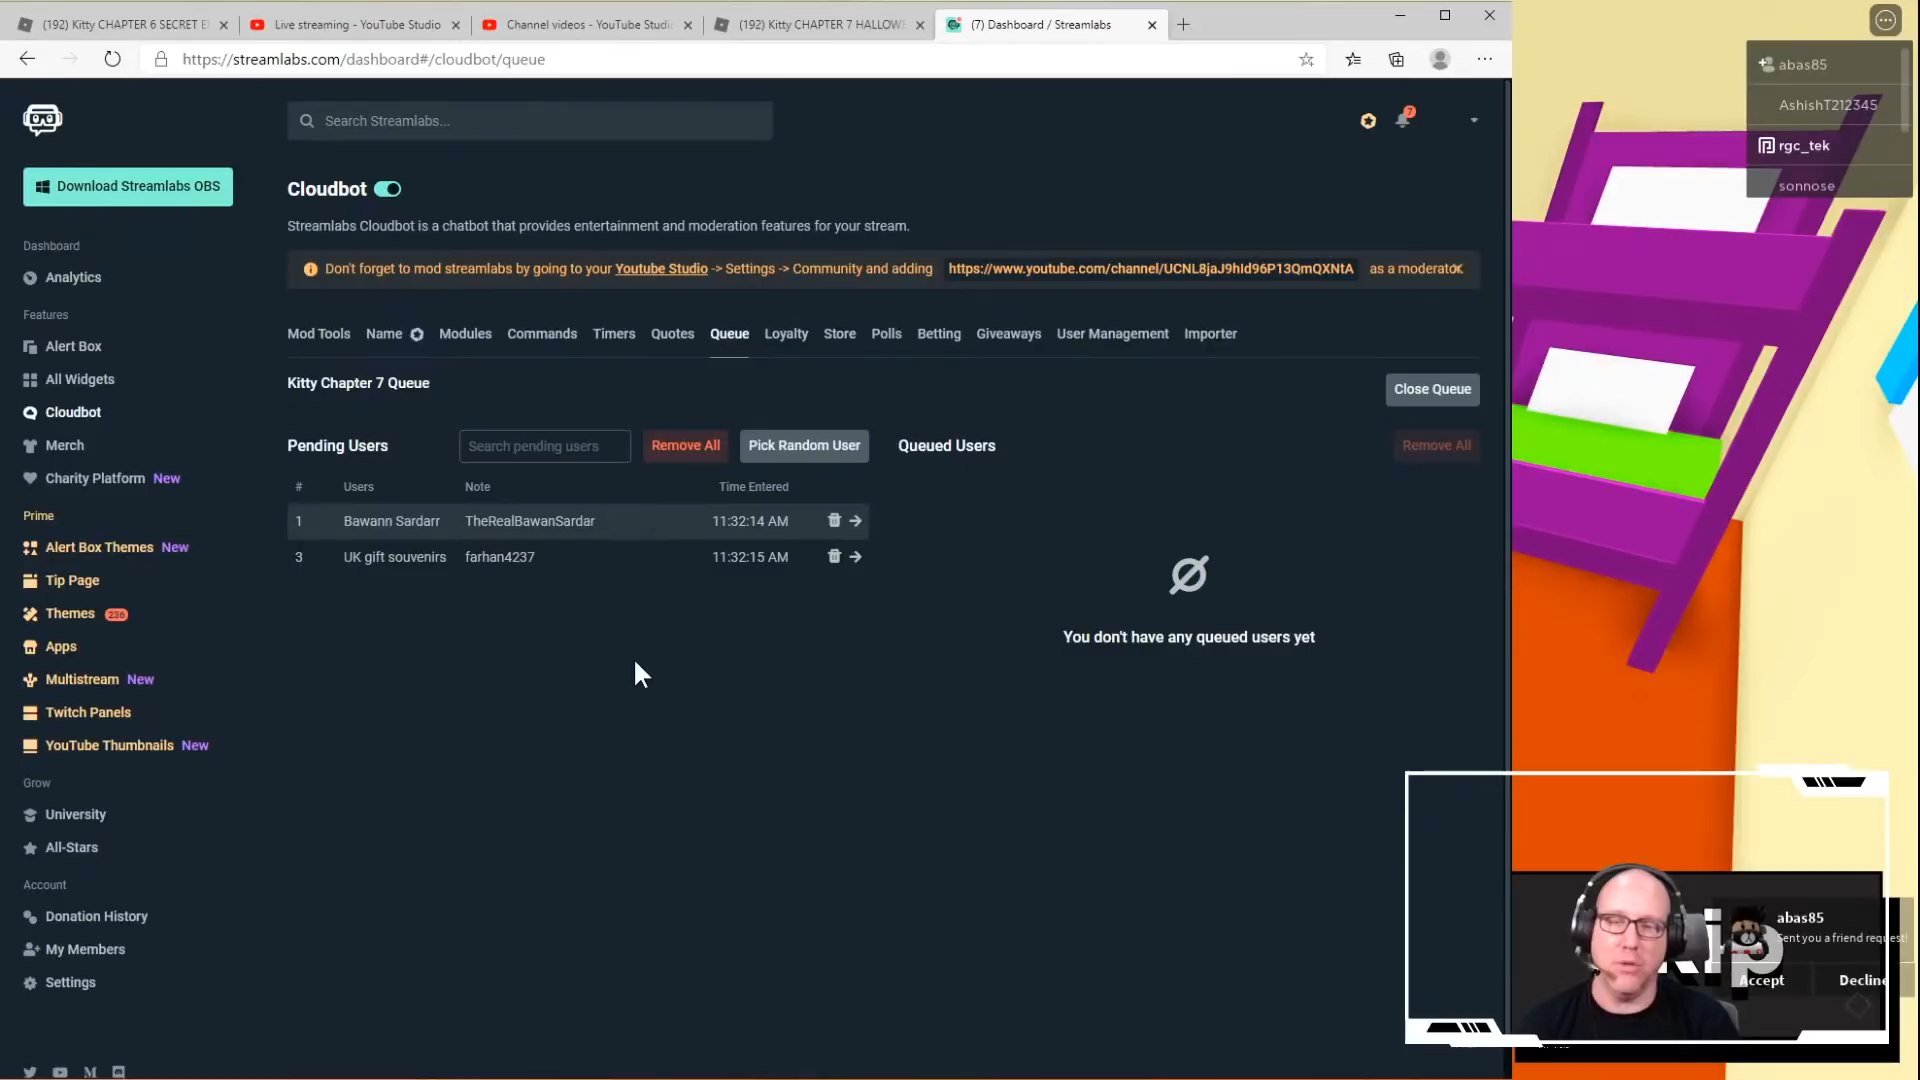 (192) Kitty CHAPTER 6 SECRET E
Live streaming - YouTube Studio
Channel videos - YouTube Studi
(192) Kitty CHAPTER 7 HALLOW
(7) Dashboard / Streamlabs
https://streamlabs.com/dashboard#/cloudbot/queue
Search Streamlabs...
7
Download Streamlabs OBS
Dashboard
Analytics
Features
Alert Box
All Widgets
Cloudbot
Merch
Charity Platform New
Prime
Alert Box Themes New
Tip Page
Themes 236
Apps
Multistream New
Twitch Panels
YouTube Thumbnails New
Grow
University
All-Stars
Account
Donation History
My Members
Settings
Cloudbot
Streamlabs Cloudbot is a chatbot that provides entertainment and moderation features for your stream.
Don't forget to mod streamlabs by going to your Youtube Studio -> Settings -> Community and adding https://www.youtube.com/channel/UCNL8jaJ9hId96P13QmQXNtA as a moderator
Mod Tools Name Modules Commands Timers Quotes Queue Loyalty Store Polls Betting Giveaways User Management Importer
Kitty Chapter 7 Queue
Close Queue
Pending Users
Search pending users
Remove All
Pick Random User
# Users Note Time Entered
1 Bawann Sardarr TheRealBawanSardar 11:32:14 AM
3 UK gift souvenirs farhan4237 11:32:15 AM
Queued Users
Remove All
You don't have any queued users yet
abas85
AshishT212345
rgc_tek
sonnose
abas85
Sent you a friend request!
Accept
Decline